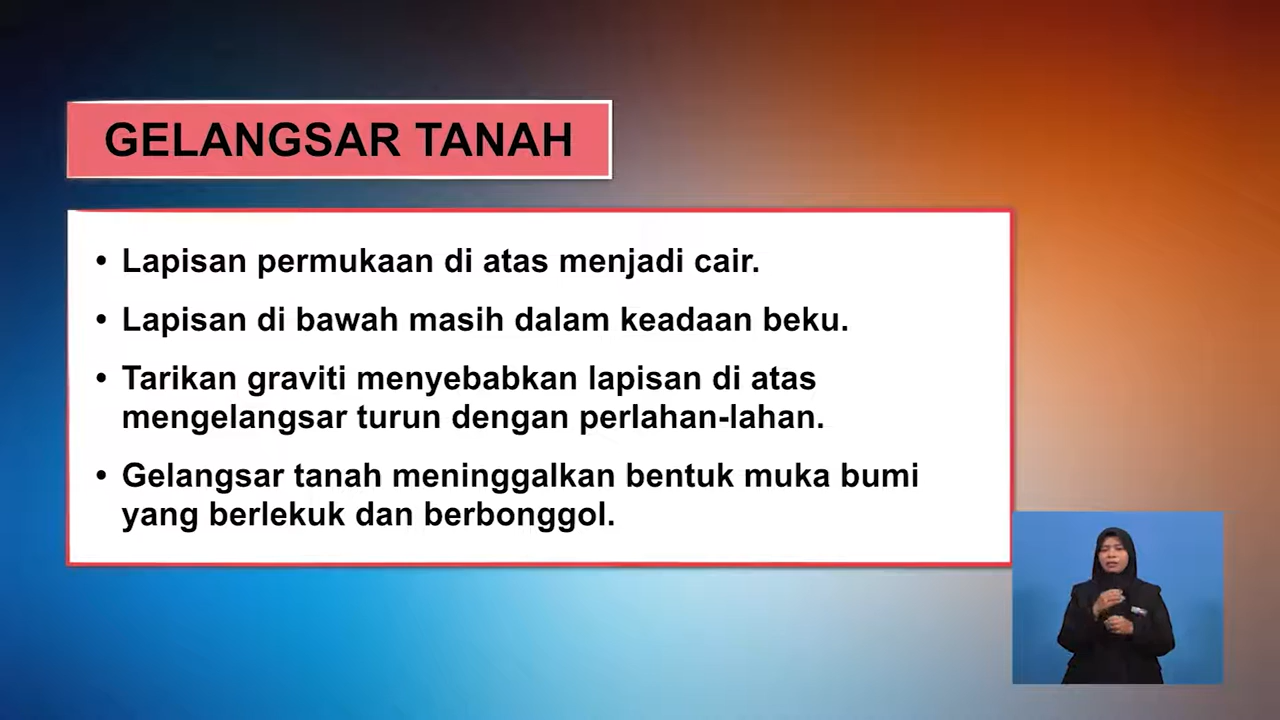 GELANGSAR TANAH
• Lapisan permukaan di atas menjadi cair.
• Lapisan di bawah masih dalam keadaan beku.
• Tarikan graviti menyebabkan lapisan di atas
mengelangsar turun dengan perlahan-lahan.
• Gelangsar tanah meninggalkan bentuk muka bumi
yang berlekuk dan berbonggol.